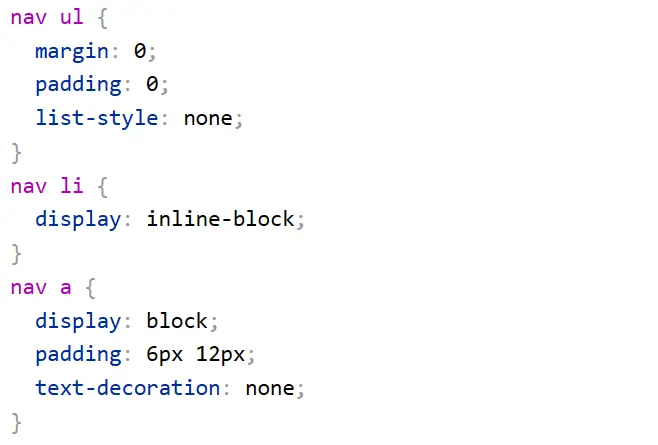 nav ul {
  margin: 0;
  padding: 0;
  list-style: none;
}
nav li {
  display: inline-block;
}
nav a {
  display: block;
  padding: 6px 12px;
  text-decoration: none;
}